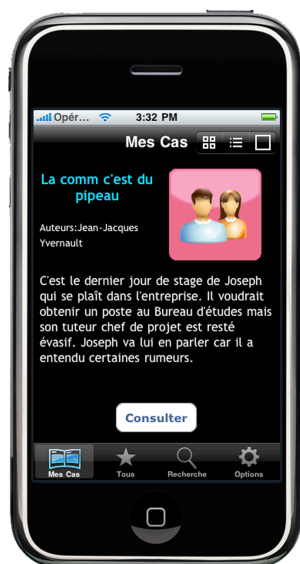 Opér... 3:32 PM
Mes Cas
La comm c'est du
pipeau
Auteurs:Jean-Jacques
Yvernault
C'est le dernier jour de stage de Joseph
qui se plaît dans l'entreprise. Il voudrait
obtenir un poste au Bureau d'études mais
son tuteur chef de projet est resté
évasif. Joseph va lui en parler car il a
entendu certaines rumeurs.
Consulter
Mes Cas Tous Recherche Options